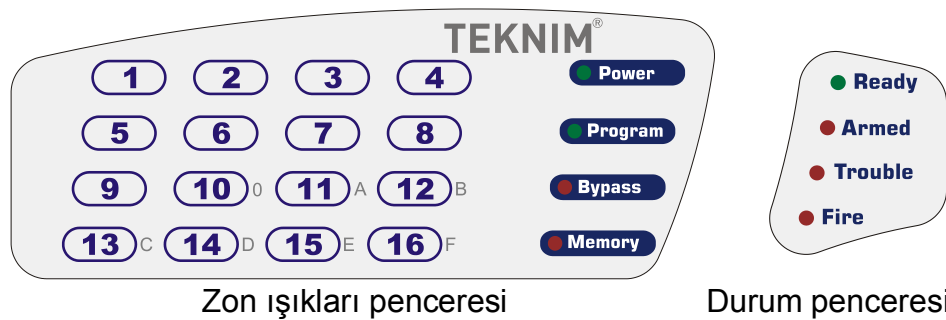 TEKNIM®
1 2 3 4 Power
5 6 7 8 Program
9 10 0 11 A 12 B Bypass
13 C 14 D 15 E 16 F Memory
Zon ışıkları penceresi
Ready
Armed
Trouble
Fire
Durum penceresi